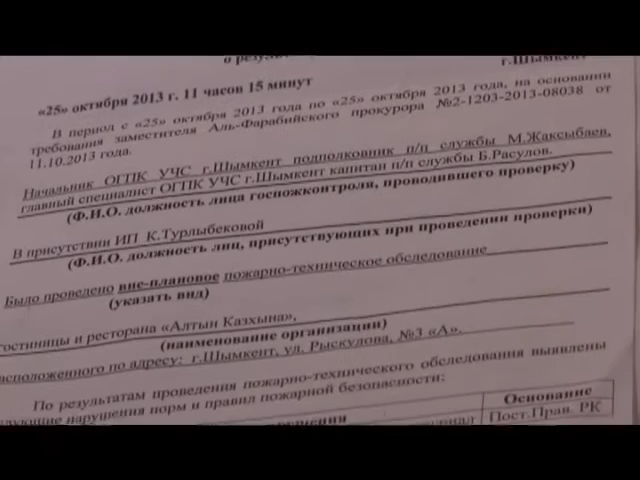 о результ
г.Шымкент
«25» октября 2013 г. 11 часов 15 минут
В период с «25» октября 2013 года по «25» октября 2013 года, на основании
требования заместителя Аль-Фарабийского прокурора №2-1203-2013-08038 от
11.10.2013 года.
Начальник ОГПК УЧС г.Шымкент подполковник п/п службы М.Жаксыбаев,
главный специалист ОГПК УЧС г.Шымкент капитан п/п службы Б.Расулов.
(Ф.И.О. должность лица госпожконтроля, проводившего проверку)
В присутствии ИП К.Турлыбековой
(Ф.И.О. должность лиц, присутствующих при проведении проверки)
Было проведено вне-плановое пожарно-техническое обследование
(указать вид)
гостиницы и ресторана «Алтын Казхына»,
(наименование организации)
асположенного по адресу: г.Шымкент, ул. Рыскулова, №3 «А».
По результатам проведения пожарно-технического обследования выявлены
дующие нарушения норм и правил пожарной безопасности:
Основание
Пост.Прав. РК